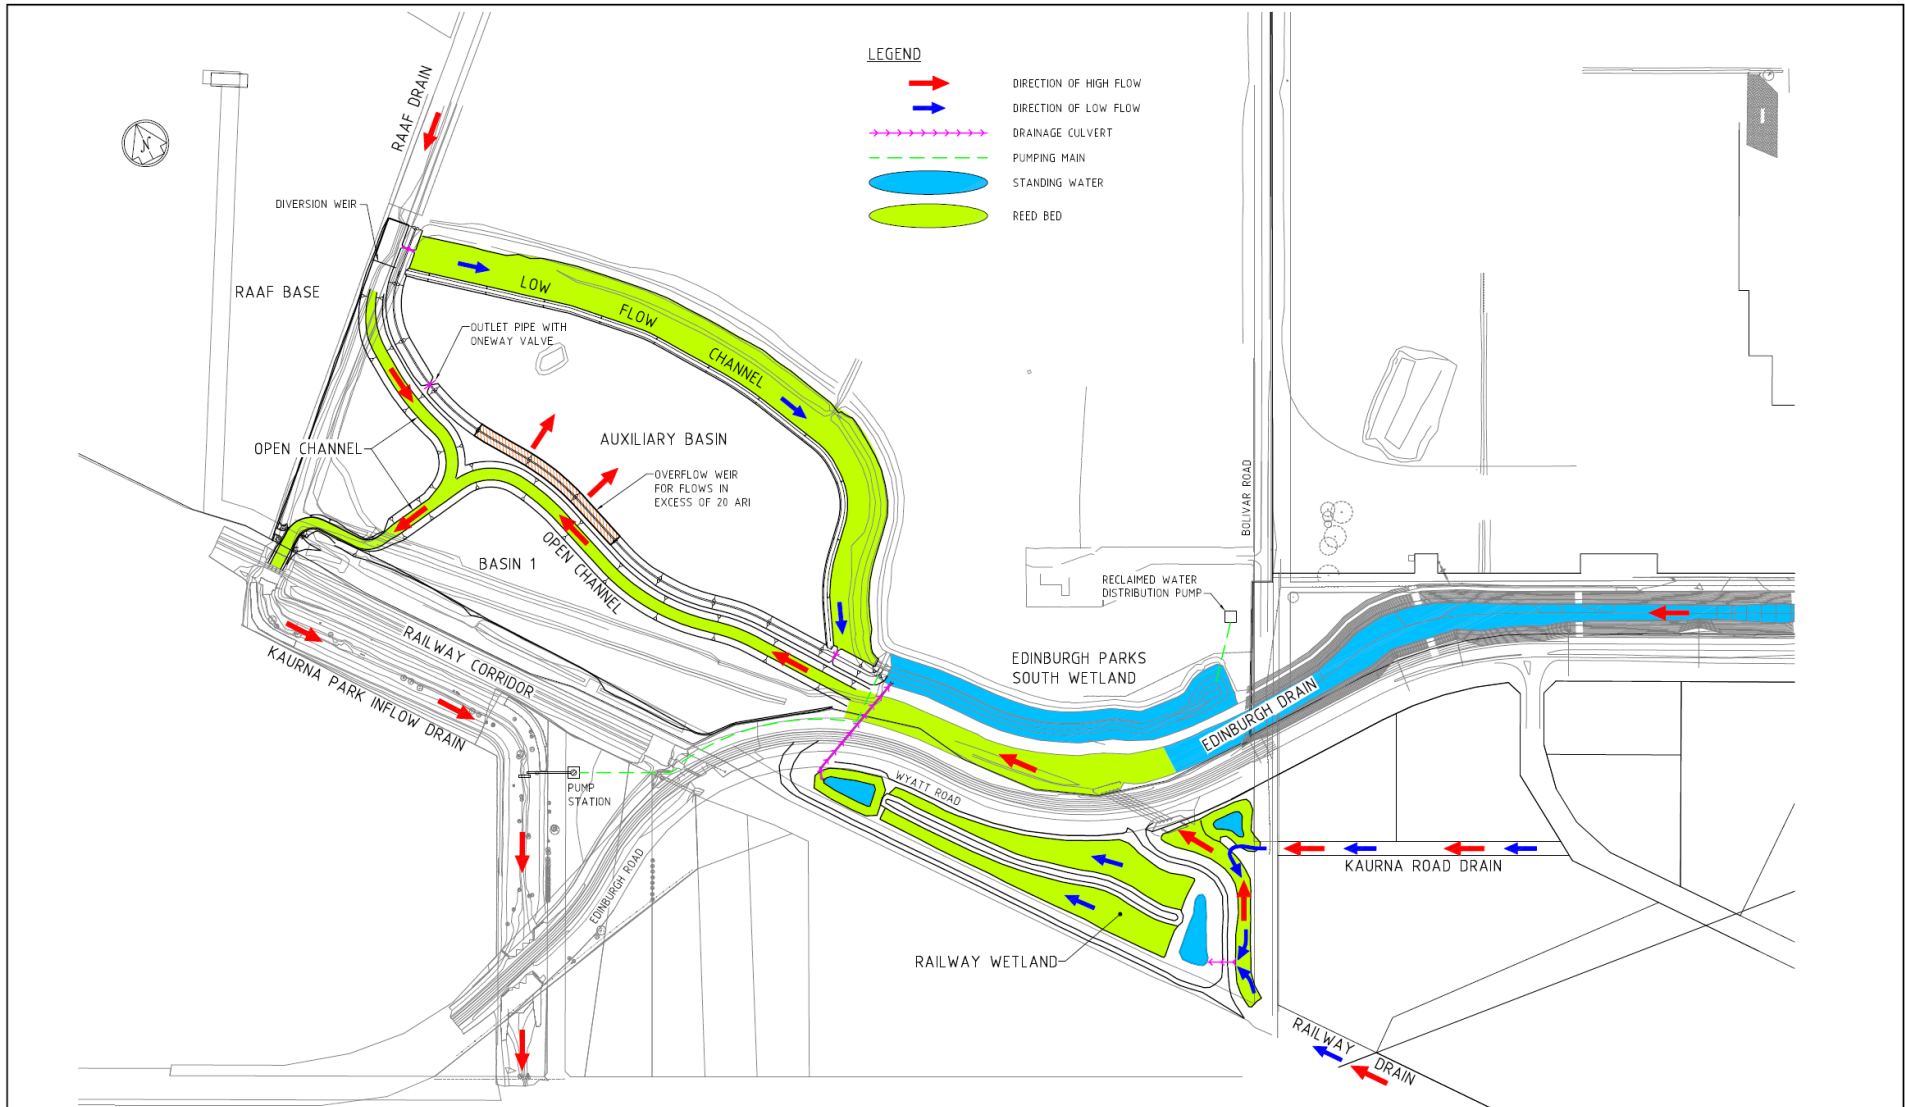 LEGEND
DIRECTION OF HIGH FLOW
DIRECTION OF LOW FLOW
DRAINAGE CULVERT
PUMPING MAIN
STANDING WATER
REED BED
RAAF DRAIN
N
DIVERSION WEIR
RAAF BASE
LOW FLOW CHANNEL
OUTLET PIPE WITH
ONEWAY VALVE
AUXILIARY BASIN
OPEN CHANNEL
OVERFLOW WEIR
FOR FLOWS IN
EXCESS OF 20 ARI
BASIN 1
OPEN CHANNEL
BOLIVAR ROAD
RECLAIMED WATER
DISTRIBUTION PUMP
RAILWAY CORRIDOR
KAURNA PARK INFLOW DRAIN
EDINBURGH PARKS
SOUTH WETLAND
EDINBURGH DRAIN
PUMP
STATION
WYATT ROAD
EDINBURGH ROAD
KAURNA ROAD DRAIN
RAILWAY WETLAND
RAILWAY DRAIN